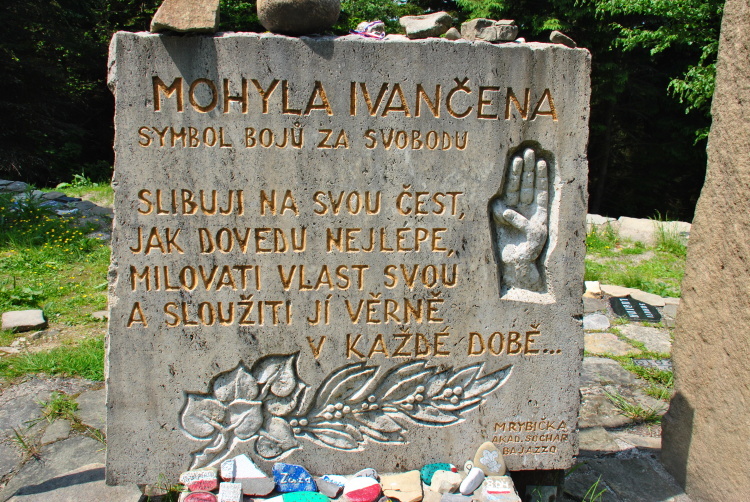 MOHYLA IVANČENA
SYMBOL BOJŮ ZA SVOBODU
SLIBUJI NA SVOU ČEST,
JAK DOVEDU NEJLÉPE,
MILOVATI VLAST SVOU
A SLOUŽITI JÍ VĚRNĚ
V KAŽDÉ DOBĚ...
M.RYBIČKA
AKAD. SOCHAŘ
BAJAZZO